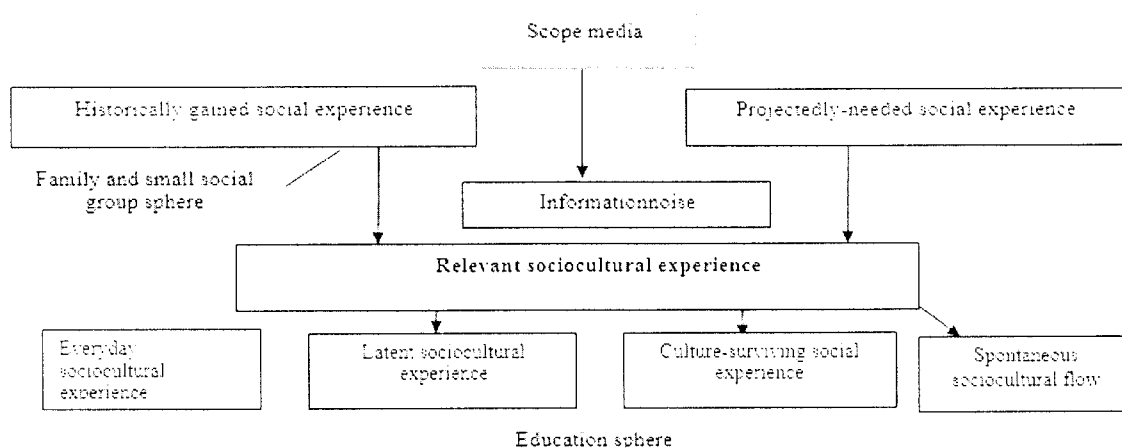 Scope media
Historically gained social experience
Projectedly-needed social experience
Family and small social
group sphere
Informationnoise
Relevant sociocultural experience
Everyday
sociocultural
experience
Latent sociocultural
experience
Culture-surviving social
experience
Spontaneous
sociocultural flow
Education sphere